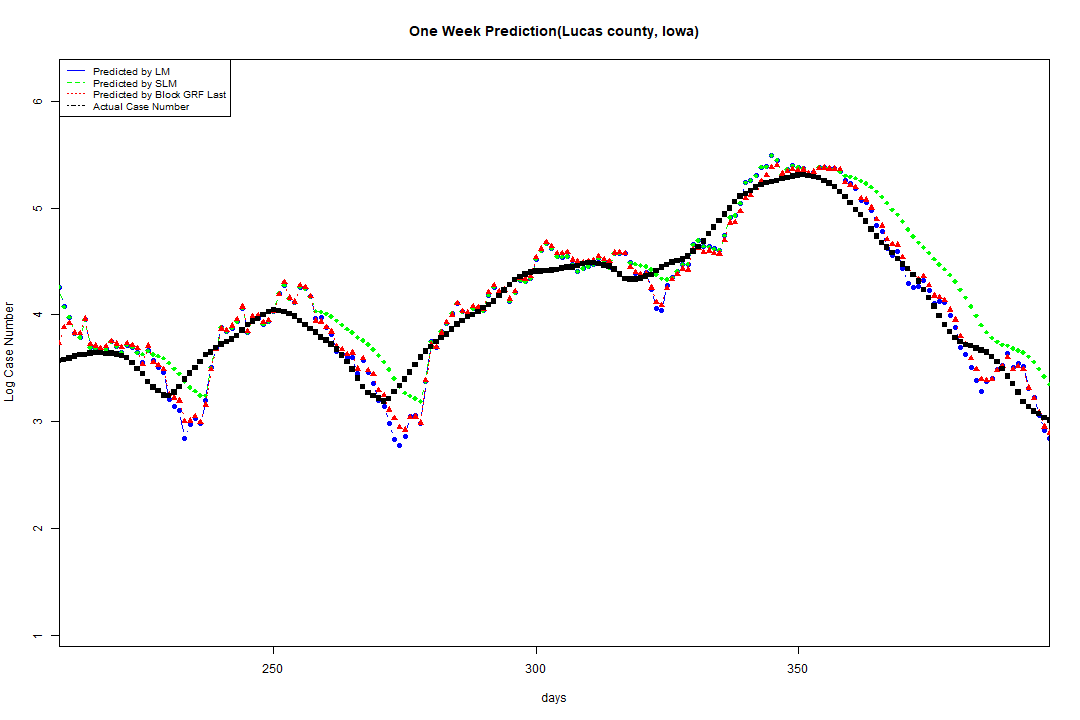 One Week Prediction(Lucas county, Iowa)
Predicted by LM
Predicted by SLM
Predicted by Block GRF Last
Actual Case Number
6
5
4
3
2
1
Log Case Number
250
300
350
days